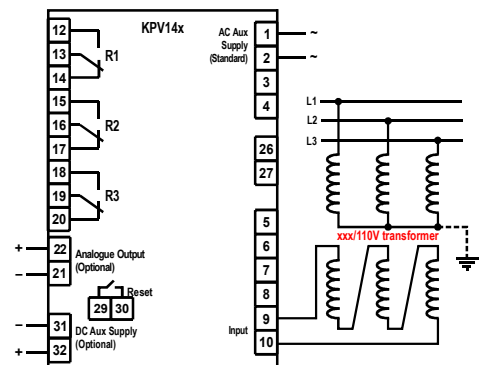 KPV14x
12
13
14
R1
15
16
17
R2
18
19
20
R3
+ 22
– 21
Analogue Output
(Optional)
Reset
29 30
– 31
+ 32
DC Aux Supply
(Optional)
AC Aux
Supply
(Standard)
1 ~
2 ~
3
4
26
27
5
6
7
8
Input
9
10
L1
L2
L3
xxx/110V transformer